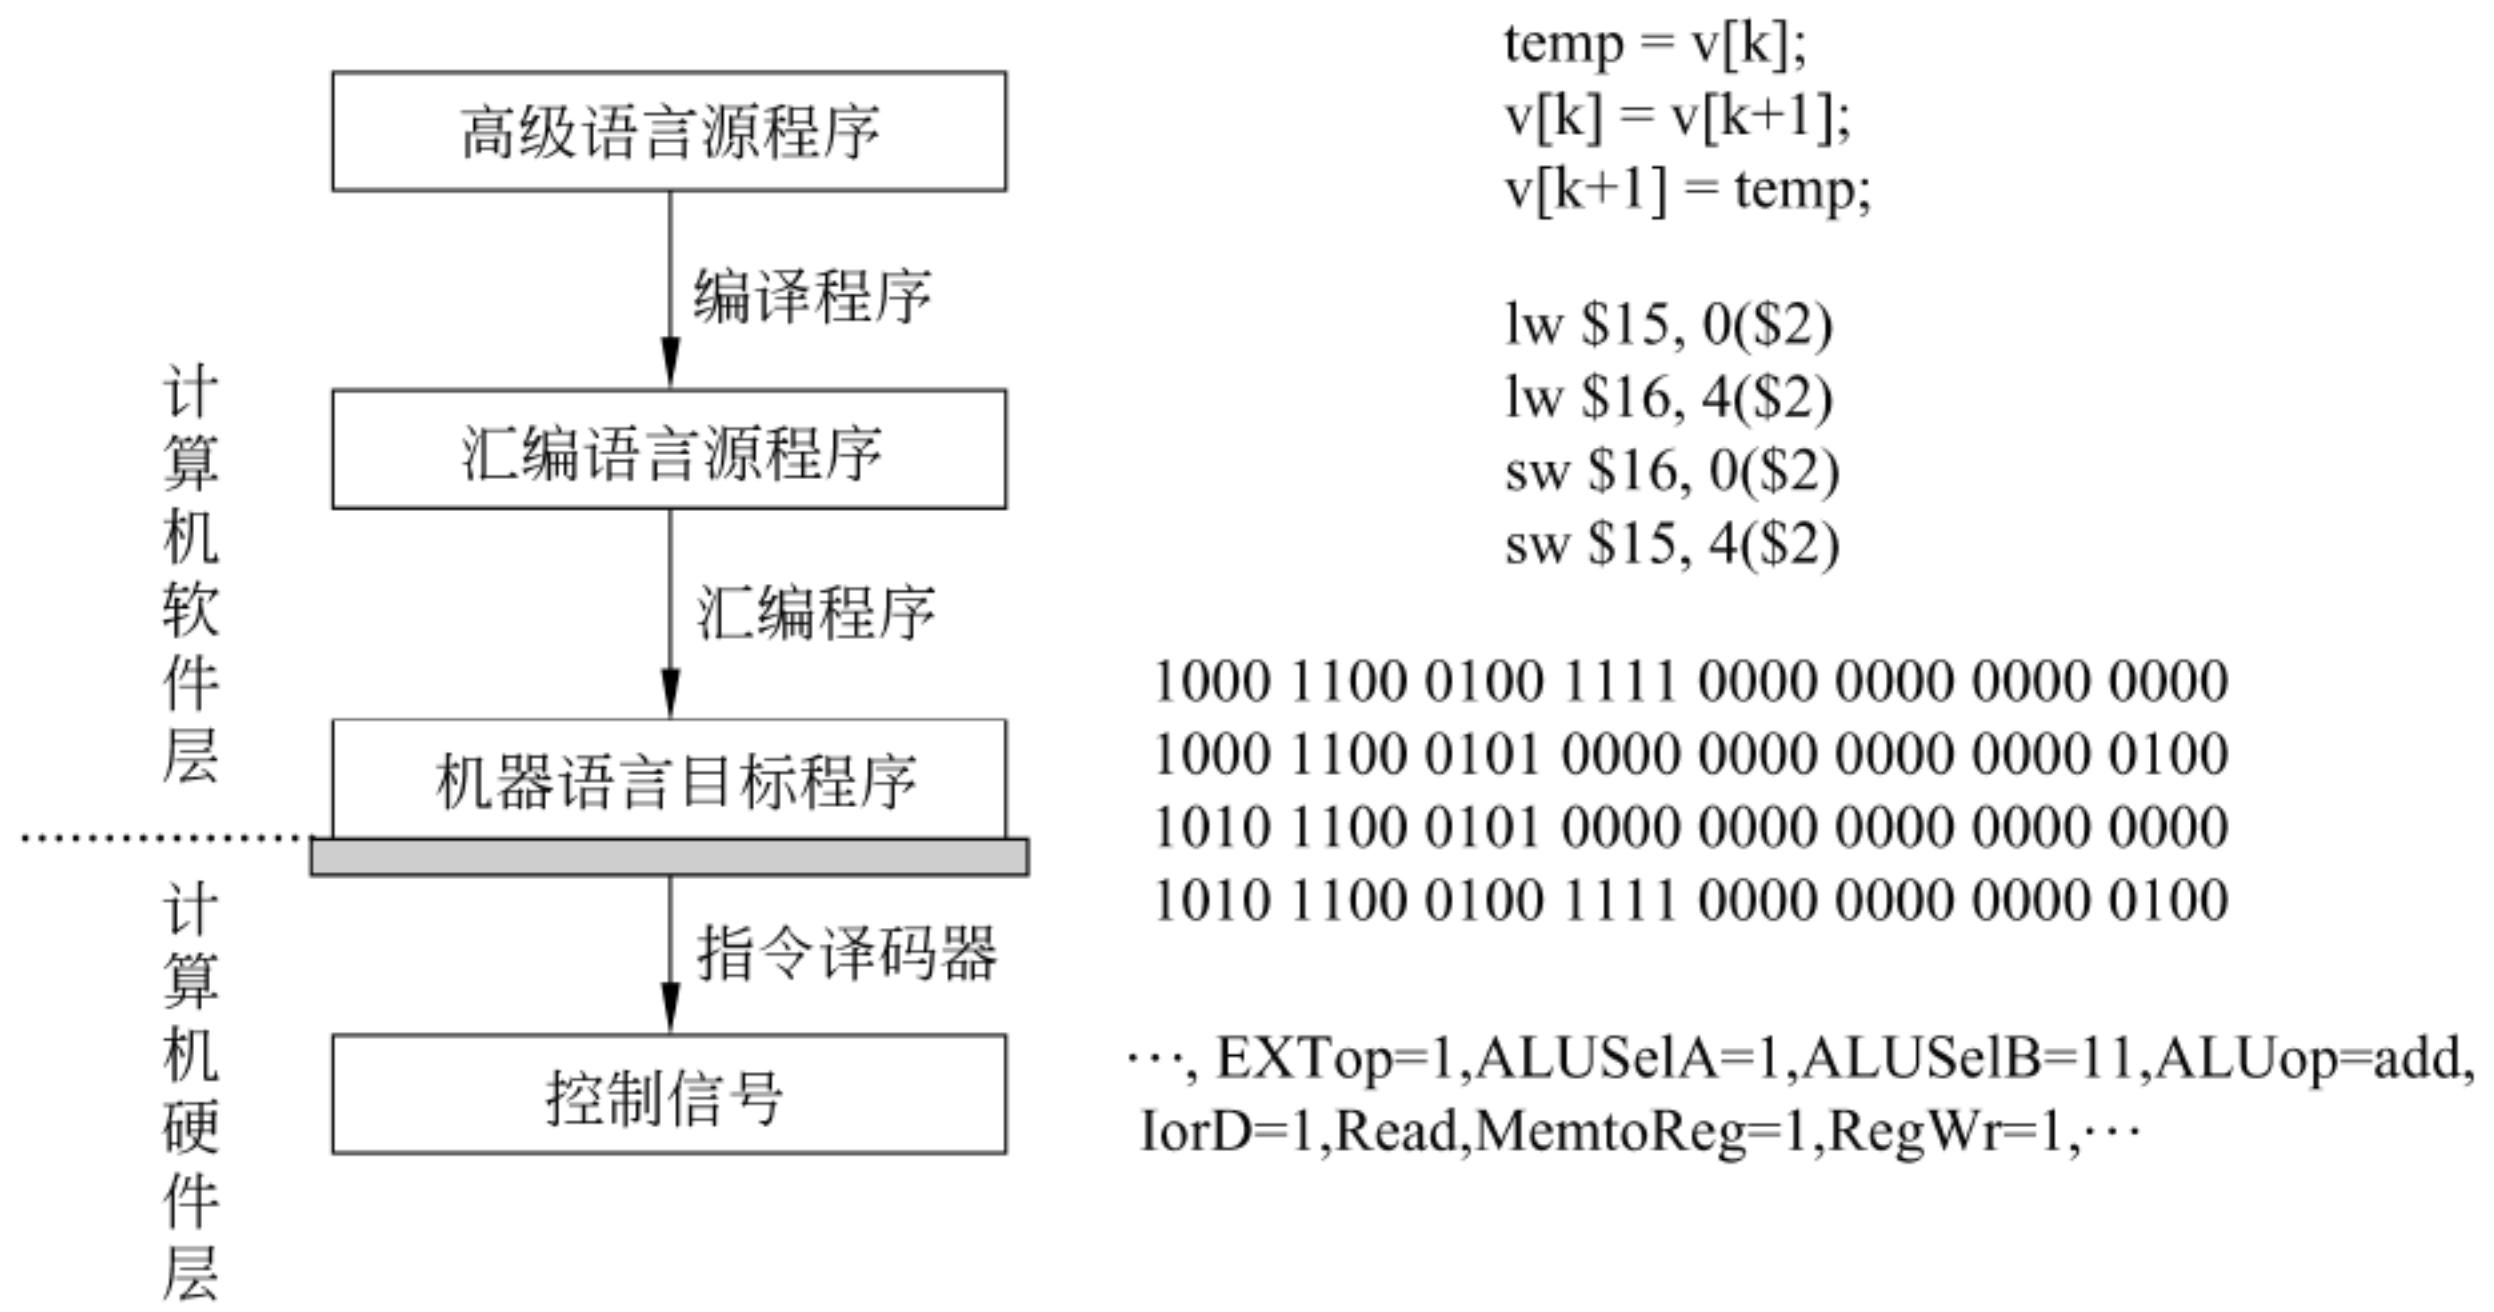 temp = v[k];
v[k] = v[k+1];
v[k+1] = temp;
高级语言源程序
编译程序
lw $15, 0($2)
lw $16, 4($2)
sw $16, 0($2)
sw $15, 4($2)
汇编语言源程序
汇编程序
1000 1100 0100 1111 0000 0000 0000 0000
1000 1100 0101 0000 0000 0000 0000 0100
1010 1100 0101 0000 0000 0000 0000 0000
1010 1100 0100 1111 0000 0000 0000 0100
机器语言目标程序
指令译码器
控制信号
···, EXTop=1,ALUSelA=1,ALUSelB=11,ALUop=add,
IorD=1,Read,MemtoReg=1,RegWr=1,···
计算机软件层
计算机硬件层